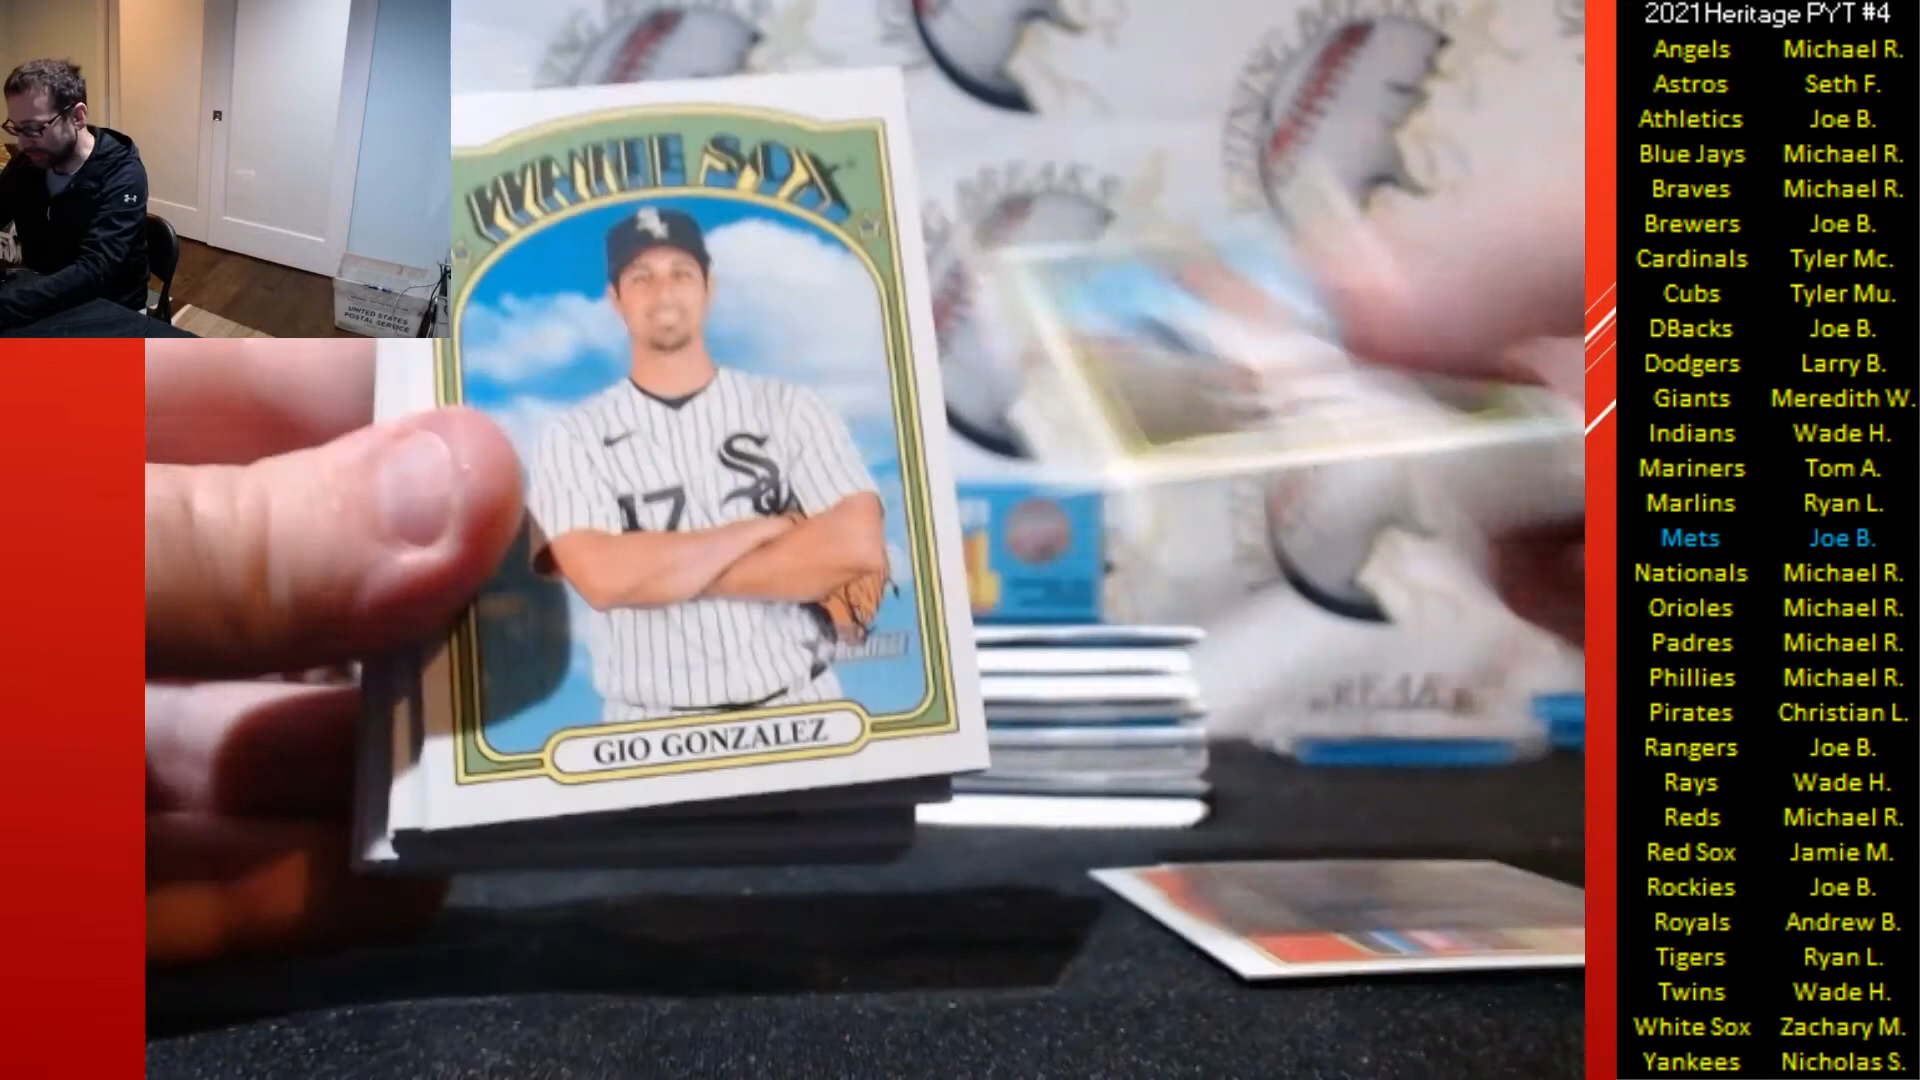 2021 Heritage PYT #4
Angels Michael R.
Astros Seth F.
Athletics Joe B.
Blue Jays Michael R.
Braves Michael R.
Brewers Joe B.
Cardinals Tyler Mc.
Cubs Tyler Mu.
DBacks Joe B.
Dodgers Larry B.
Giants Meredith W.
Indians Wade H.
Mariners Tom A.
Marlins Ryan L.
Mets Joe B.
Nationals Michael R.
Orioles Michael R.
Padres Michael R.
Phillies Michael R.
Pirates Christian L.
Rangers Joe B.
Rays Wade H.
Reds Michael R.
Red Sox Jamie M.
Rockies Joe B.
Royals Andrew B.
Tigers Ryan L.
Twins Wade H.
White Sox Zachary M.
Yankees Nicholas S.
WHITE SOX
17
HERITAGE
GIO GONZALEZ
UNITED STATES
POSTAL SERVICE
BREAKS
BREAKS